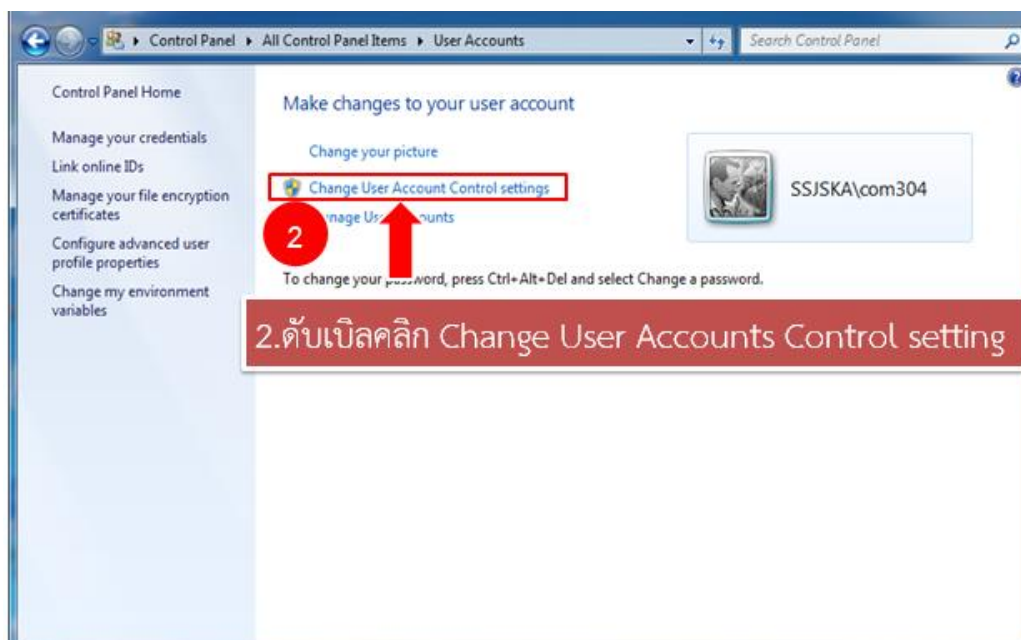 Control Panel ▸ All Control Panel Items ▸ User Accounts
Search Control Panel
Control Panel Home
Manage your credentials
Link online IDs
Manage your file encryption
certificates
Configure advanced user
profile properties
Change my environment
variables
Make changes to your user account
Change your picture
Change User Account Control settings
2
SSJSKA\com304
To change your password, press Ctrl+Alt+Del and select Change a password.
2.ดับเบิลคลิก Change User Accounts Control setting